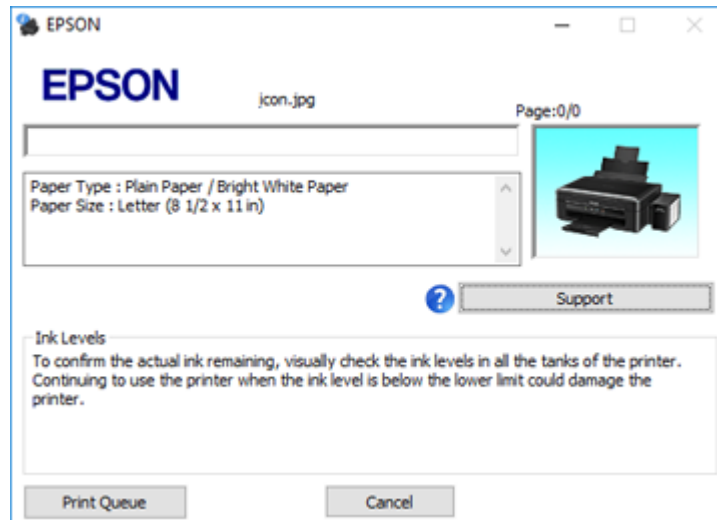 EPSON
EPSON
icon.jpg
Page:0/0
Paper Type : Plain Paper / Bright White Paper
Paper Size : Letter (8 1/2 x 11 in)
?
Support
Ink Levels
To confirm the actual ink remaining, visually check the ink levels in all the tanks of the printer.
Continuing to use the printer when the ink level is below the lower limit could damage the
printer.
Print Queue
Cancel